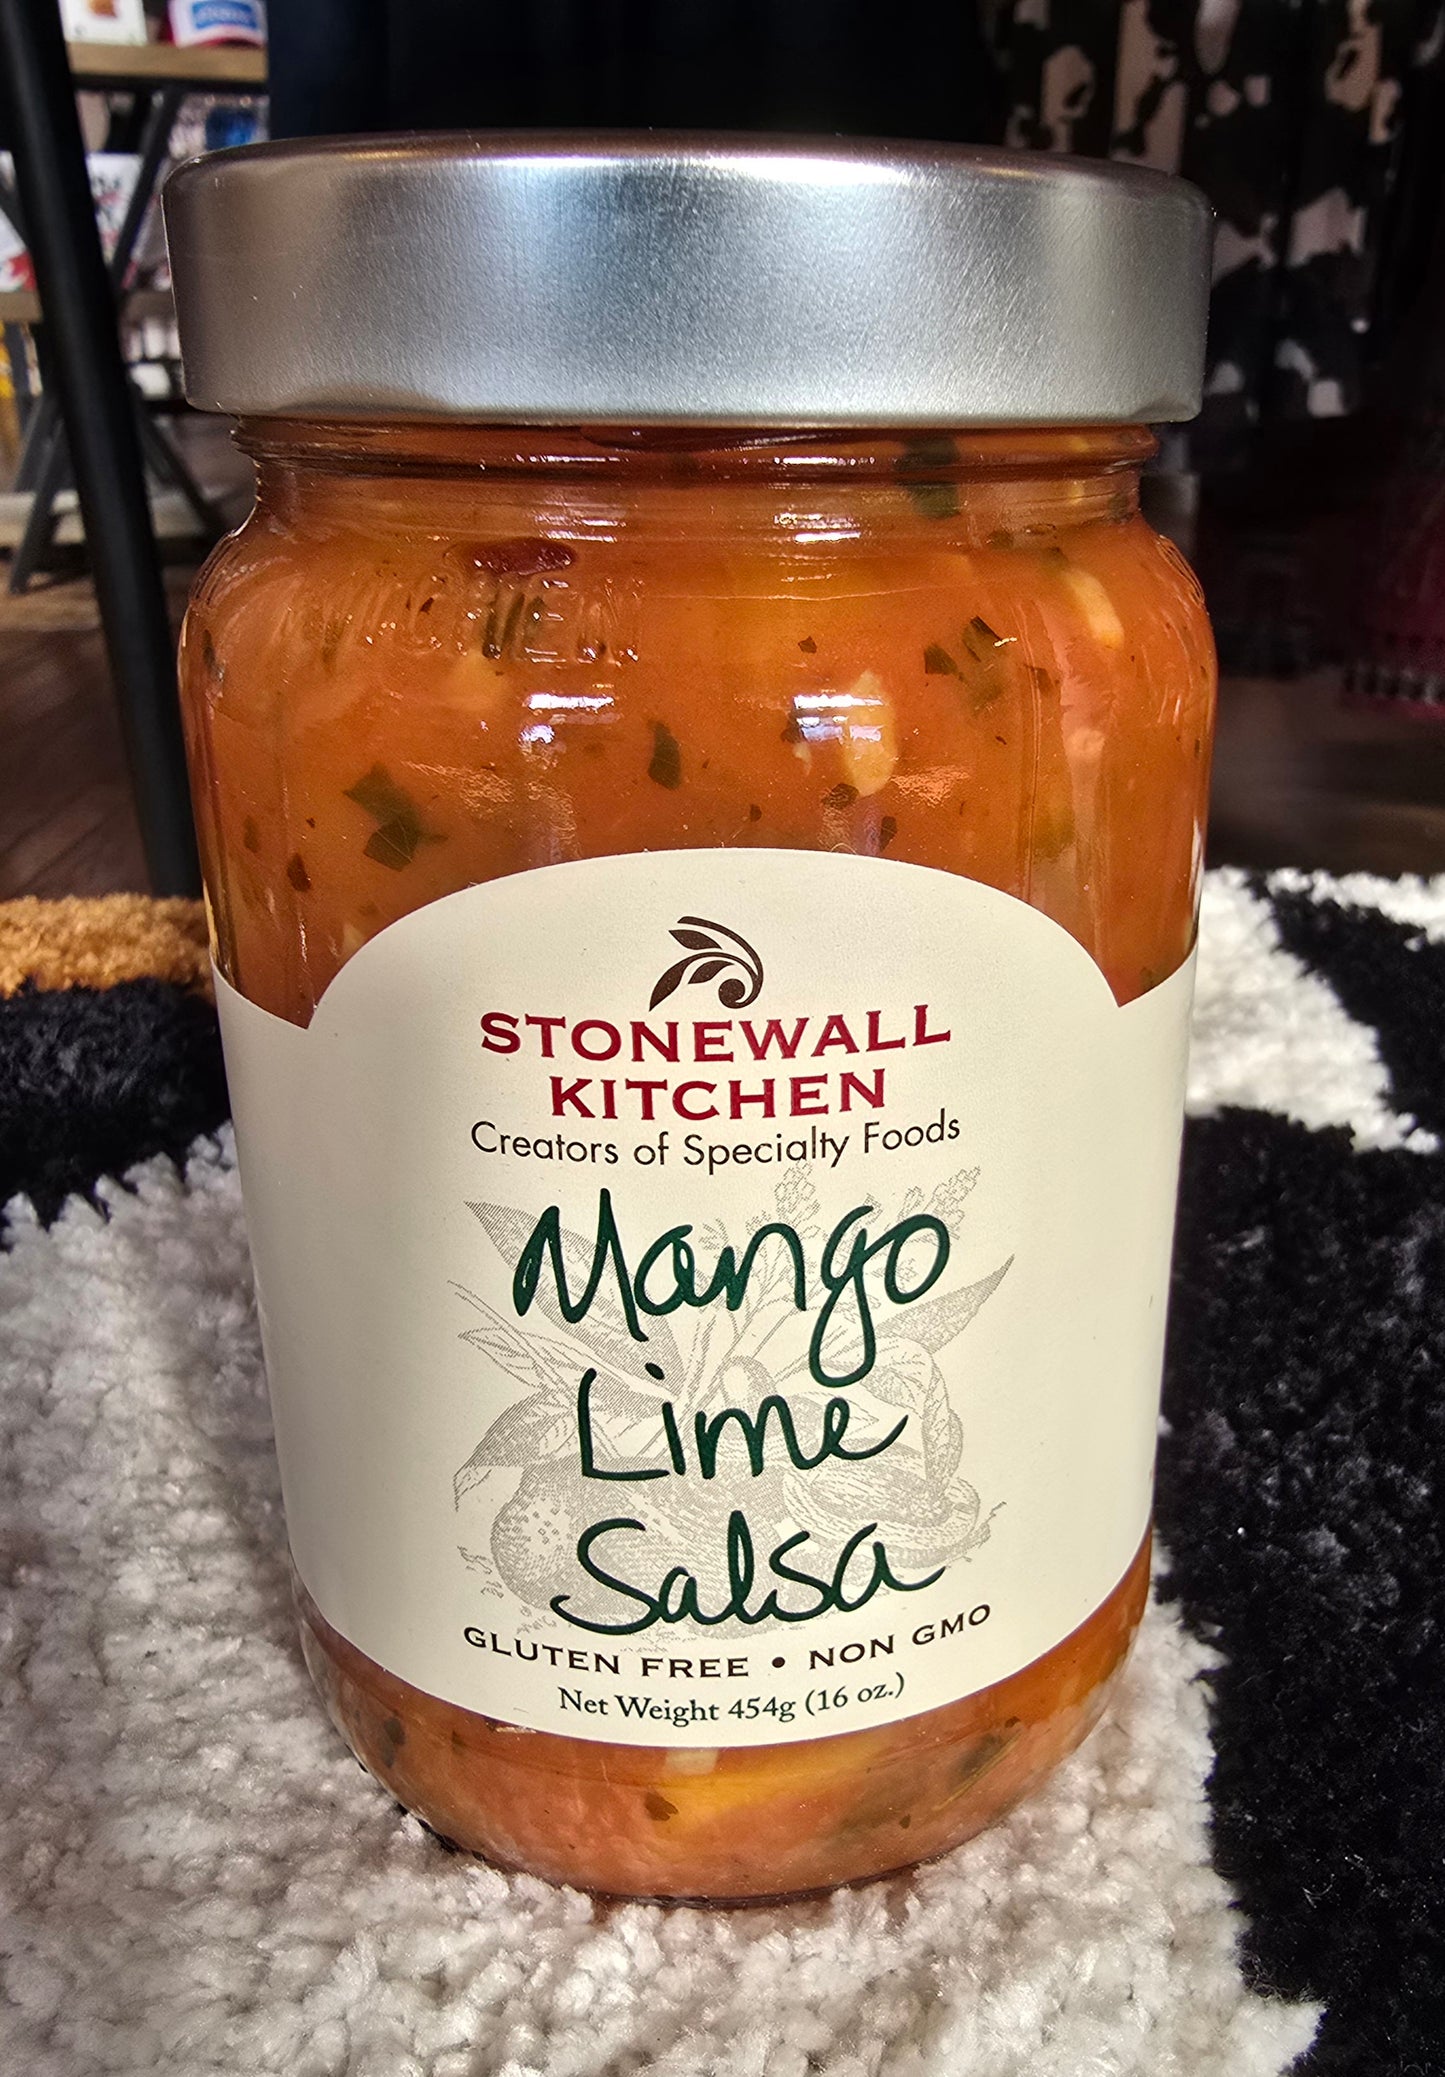 STONEWALL
KITCHEN
Creators of Specialty Foods
Mango
Lime
Salsa
GLUTEN FREE • NON GMO
Net Weight 454g (16 oz.)